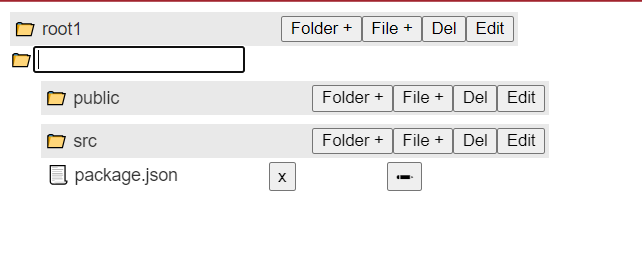 root1 Folder + File + Del Edit
public Folder + File + Del Edit
src Folder + File + Del Edit
package.json x